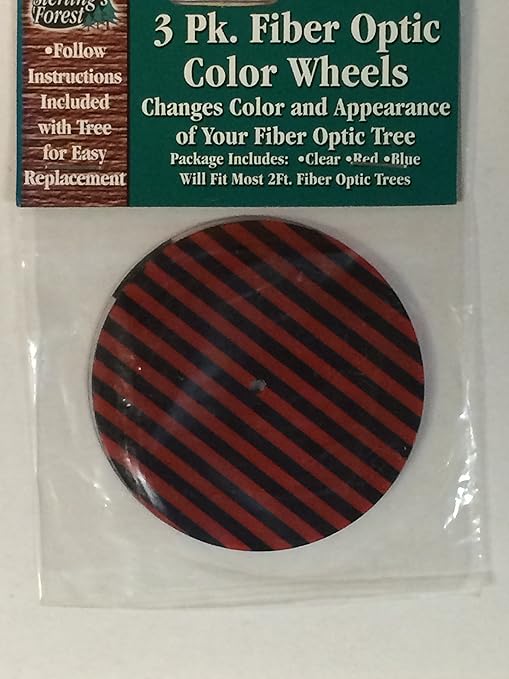 Sterling's
Forest
•Follow
Instructions
Included
with Tree
for Easy
Replacement
3 Pk. Fiber Optic
Color Wheels
Changes Color and Appearance
of Your Fiber Optic Tree
Package Includes: •Clear •Red •Blue
Will Fit Most 2Ft. Fiber Optic Trees